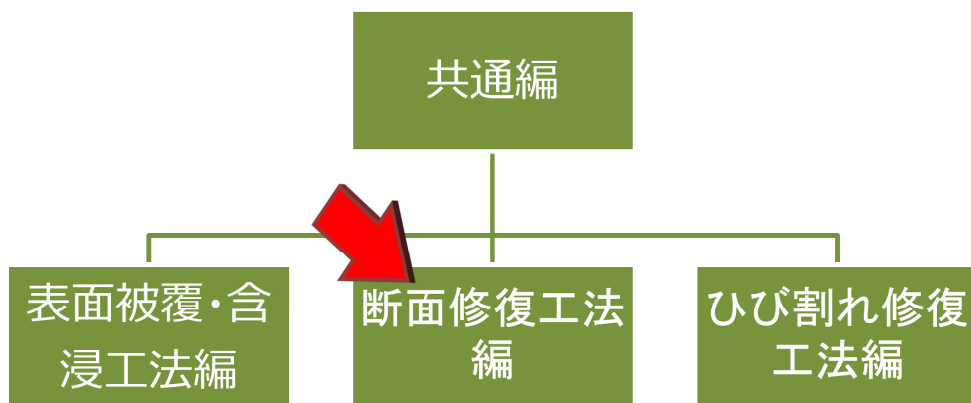 共通編
表面被覆・含
浸工法編
断面修復工法
編
ひび割れ修復
工法編